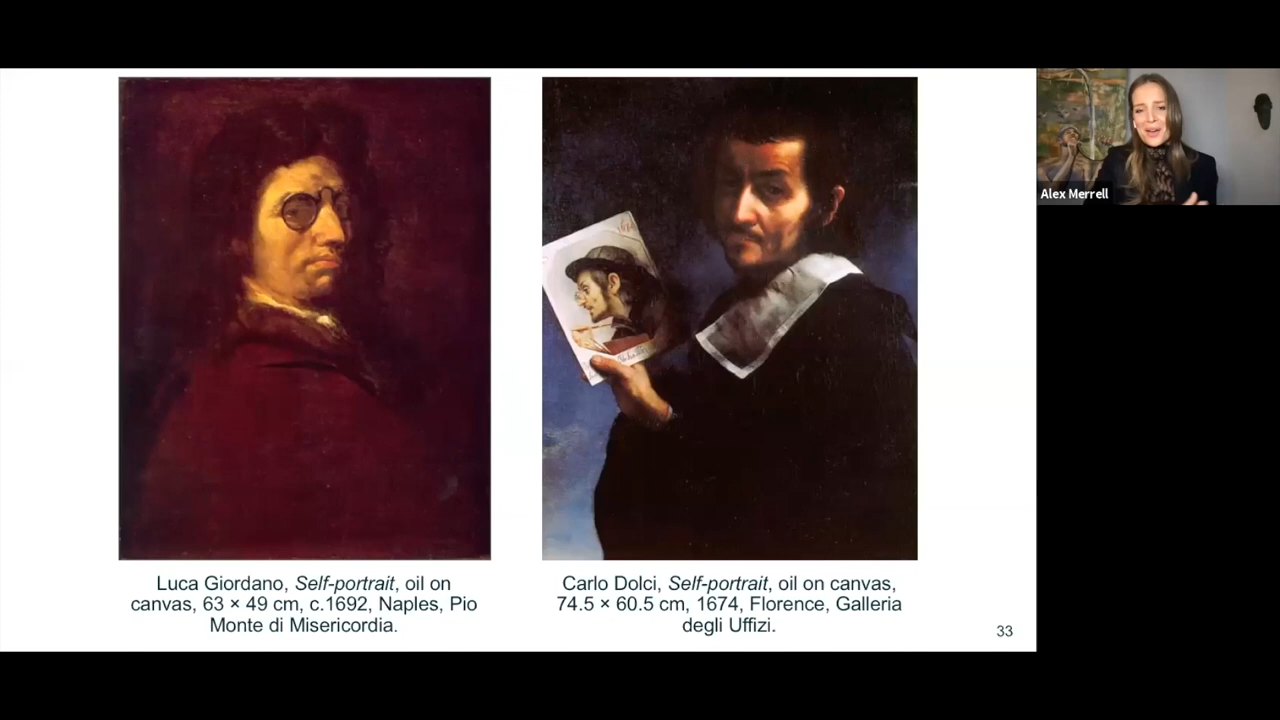 Luca Giordano, Self-portrait, oil on
canvas, 63 × 49 cm, c.1692, Naples, Pio
Monte di Misericordia.
Carlo Dolci, Self-portrait, oil on canvas,
74.5 × 60.5 cm, 1674, Florence, Galleria
degli Uffizi.
33
Alex Merrell
1674